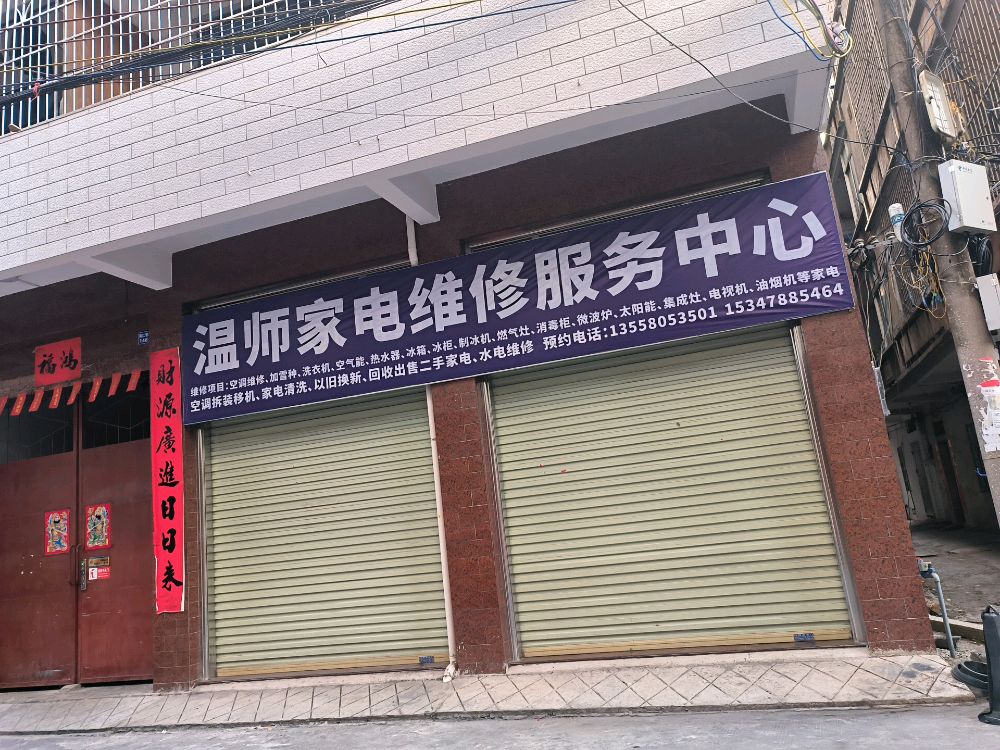 温师家电维修服务中心
维修项目:空调维修、加雪种、洗衣机、空气能、热水器、冰箱、冰柜、制冰机、燃气灶、消毒柜、微波炉、太阳能、集成灶、电视机、油烟机等家电
空调拆装移机、家电清洗、以旧换新、回收出售二手家电、水电维修 预约电话:13558053501 15347885464
福鴻
財源廣進日日来